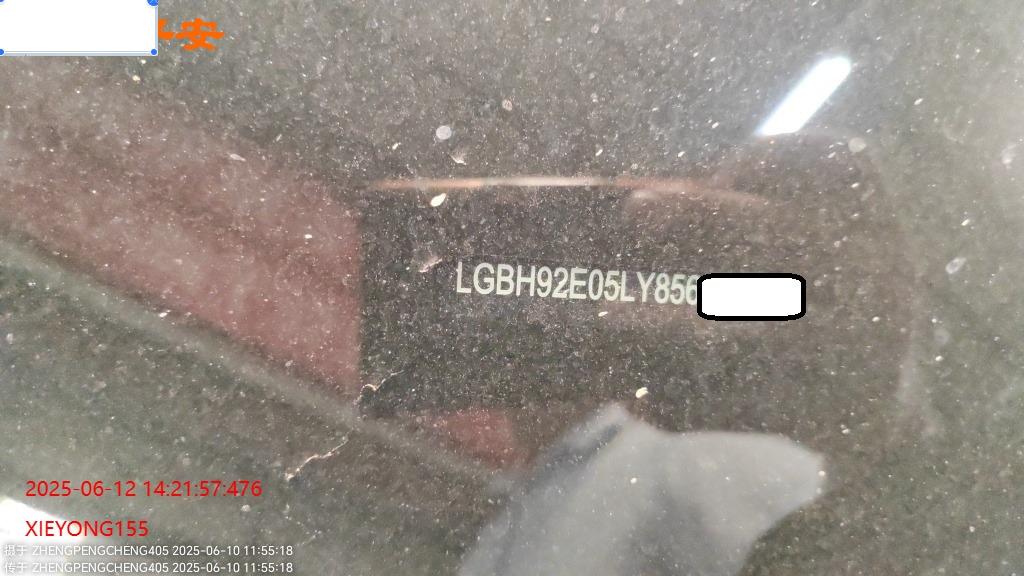 安
LGBH92E05LY856
2025-06-12 14:21:57:476
XIEYONG155
摄于 ZHENGPENGCHENG405 2025-06-10 11:55:18
传于 ZHENGPENGCHENG405 2025-06-10 11:55:18